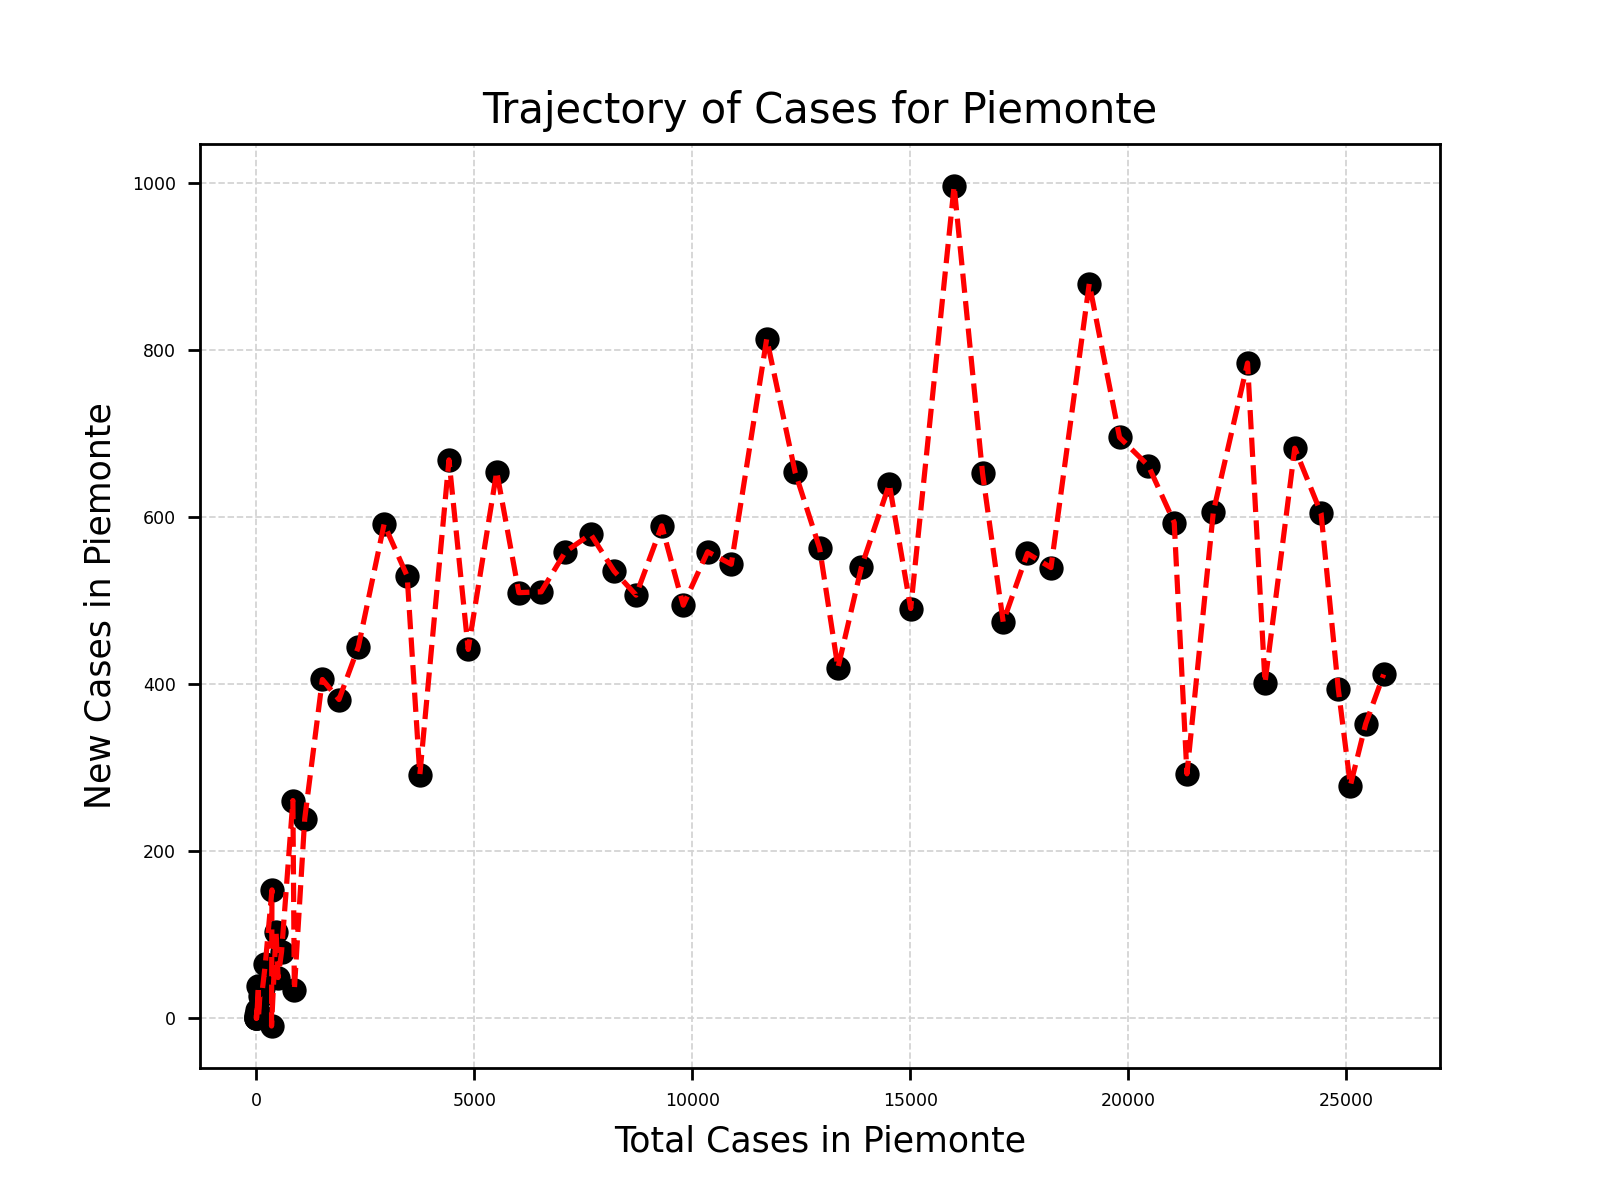 Trajectory of Cases for Piemonte
New Cases in Piemonte
1000
800
600
400
200
0
0 5000 10000 15000 20000 25000
Total Cases in Piemonte